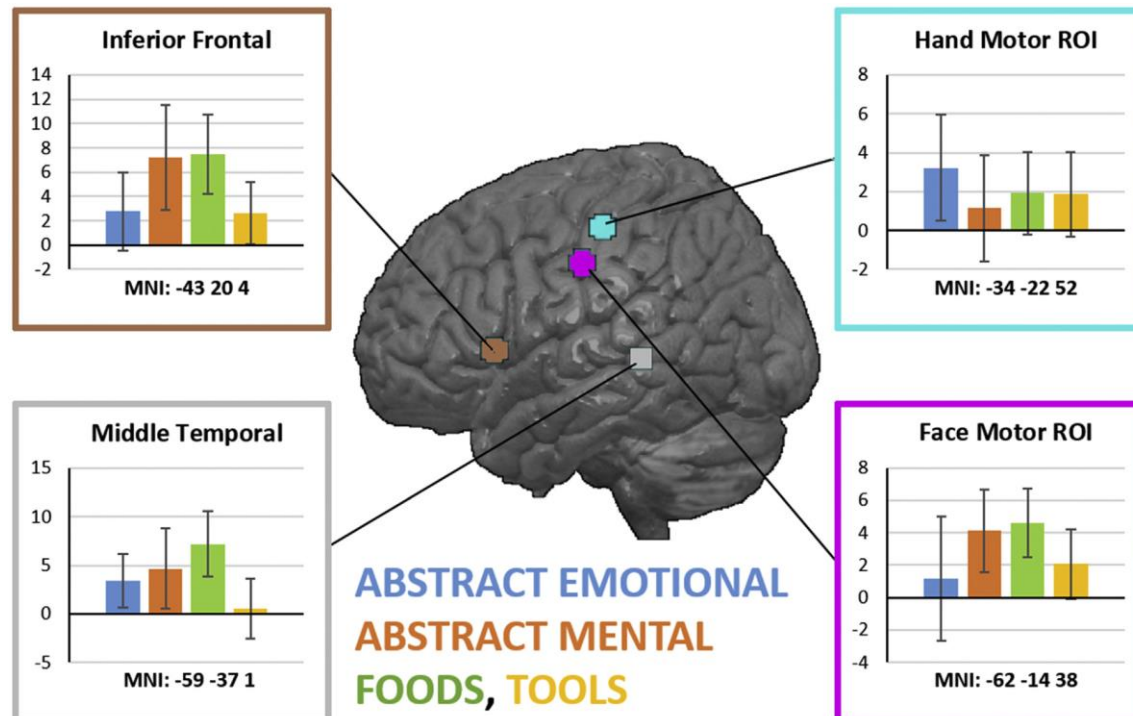 Inferior Frontal
14
12
10
8
6
4
2
0
-2
MNI: -43 20 4
Hand Motor ROI
8
6
4
2
0
-2
MNI: -34 -22 52
Middle Temporal
15
10
5
0
-5
MNI: -59 -37 1
ABSTRACT EMOTIONAL
ABSTRACT MENTAL
FOODS, TOOLS
Face Motor ROI
8
6
4
2
0
-2
-4
MNI: -62 -14 38